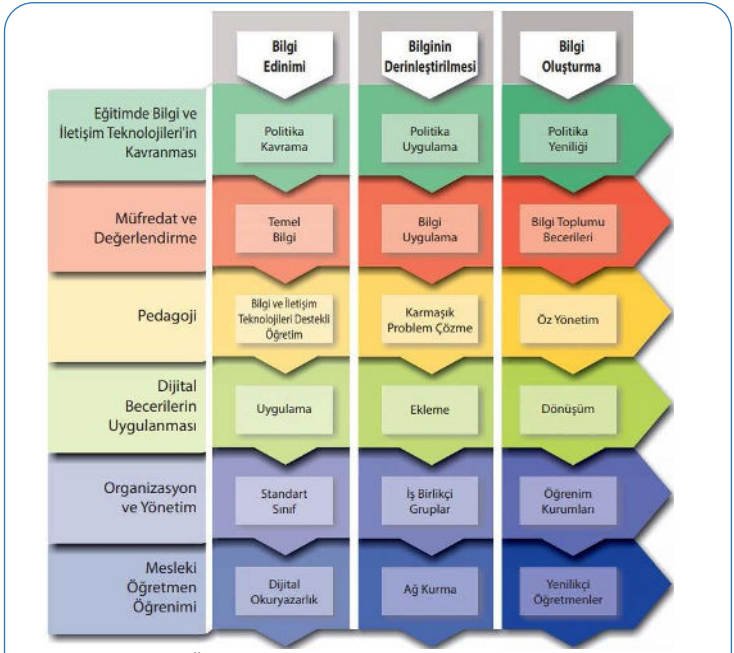 Bilgi
Edinimi
Bilginin
Derinleştirilmesi
Bilgi
Oluşturma
Eğitimde Bilgi ve
İletişim Teknolojileri'in
Kavranması
Politika
Kavrama
Politika
Uygulama
Politika
Yeniliği
Müfredat ve
Değerlendirme
Temel
Bilgi
Bilgi
Uygulama
Bilgi Toplumu
Becerileri
Pedagoji
Bilgi ve İletişim
Teknolojileri Destekli
Öğretim
Karmaşık
Problem Çözme
Öz Yönetim
Dijital
Becerilerin
Uygulanması
Uygulama
Ekleme
Dönüşüm
Organizasyon
ve Yönetim
Standart
Sınıf
İş Birlikçi
Gruplar
Öğrenim
Kurumları
Mesleki
Öğretmen
Öğrenimi
Dijital
Okuryazarlık
Ağ Kurma
Yenilikçi
Öğretmenler